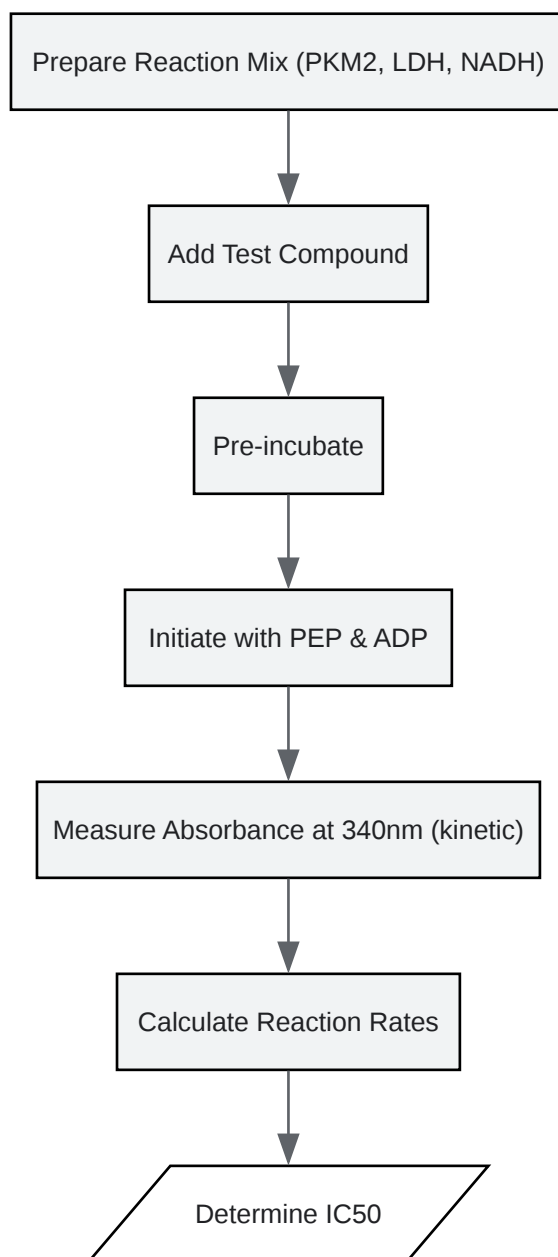 Prepare Reaction Mix (PKM2, LDH, NADH)
Add Test Compound
Pre-incubate
Initiate with PEP & ADP
Measure Absorbance at 340nm (kinetic)
Calculate Reaction Rates
Determine IC50